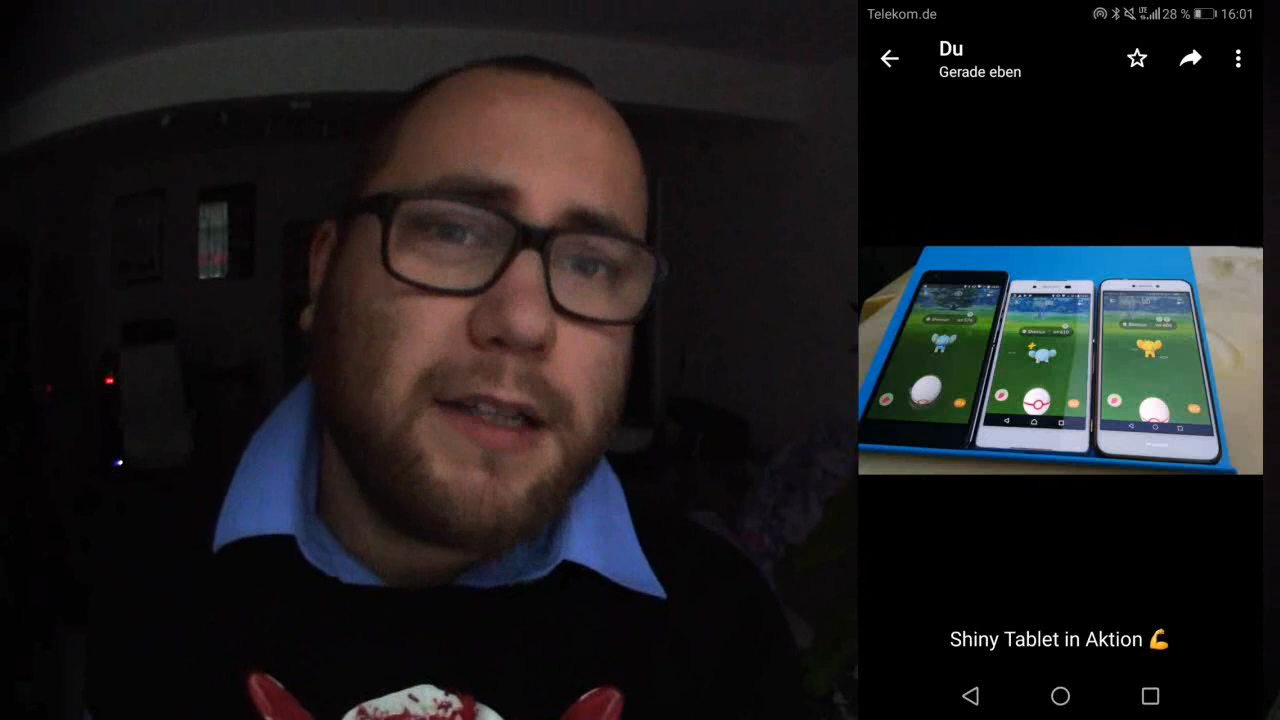 Telekom.de
28 % 16:01
Du
Gerade eben
Shiny Tablet in Aktion 💪